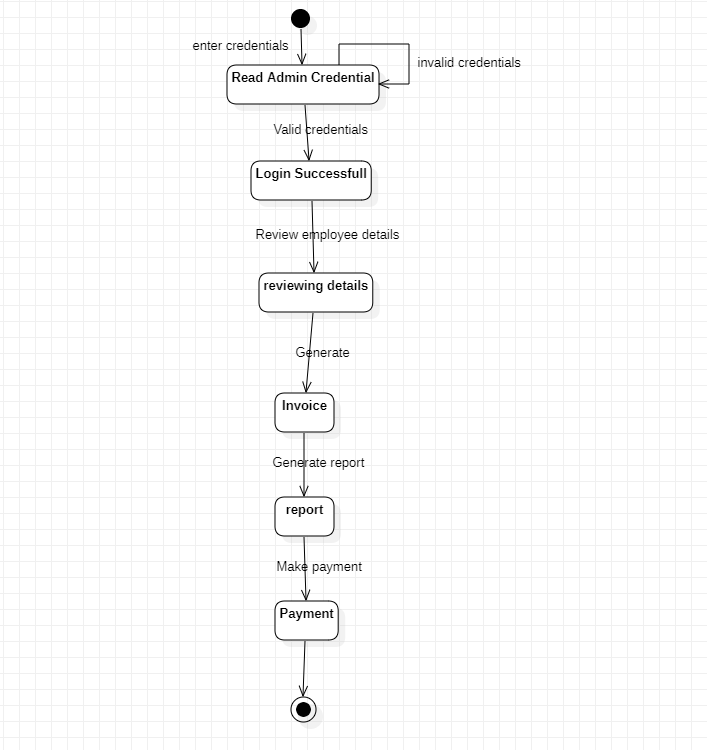 enter credentials
invalid credentials
Read Admin Credential
Valid credentials
Login Successfull
Review employee details
reviewing details
Generate
Invoice
Generate report
report
Make payment
Payment